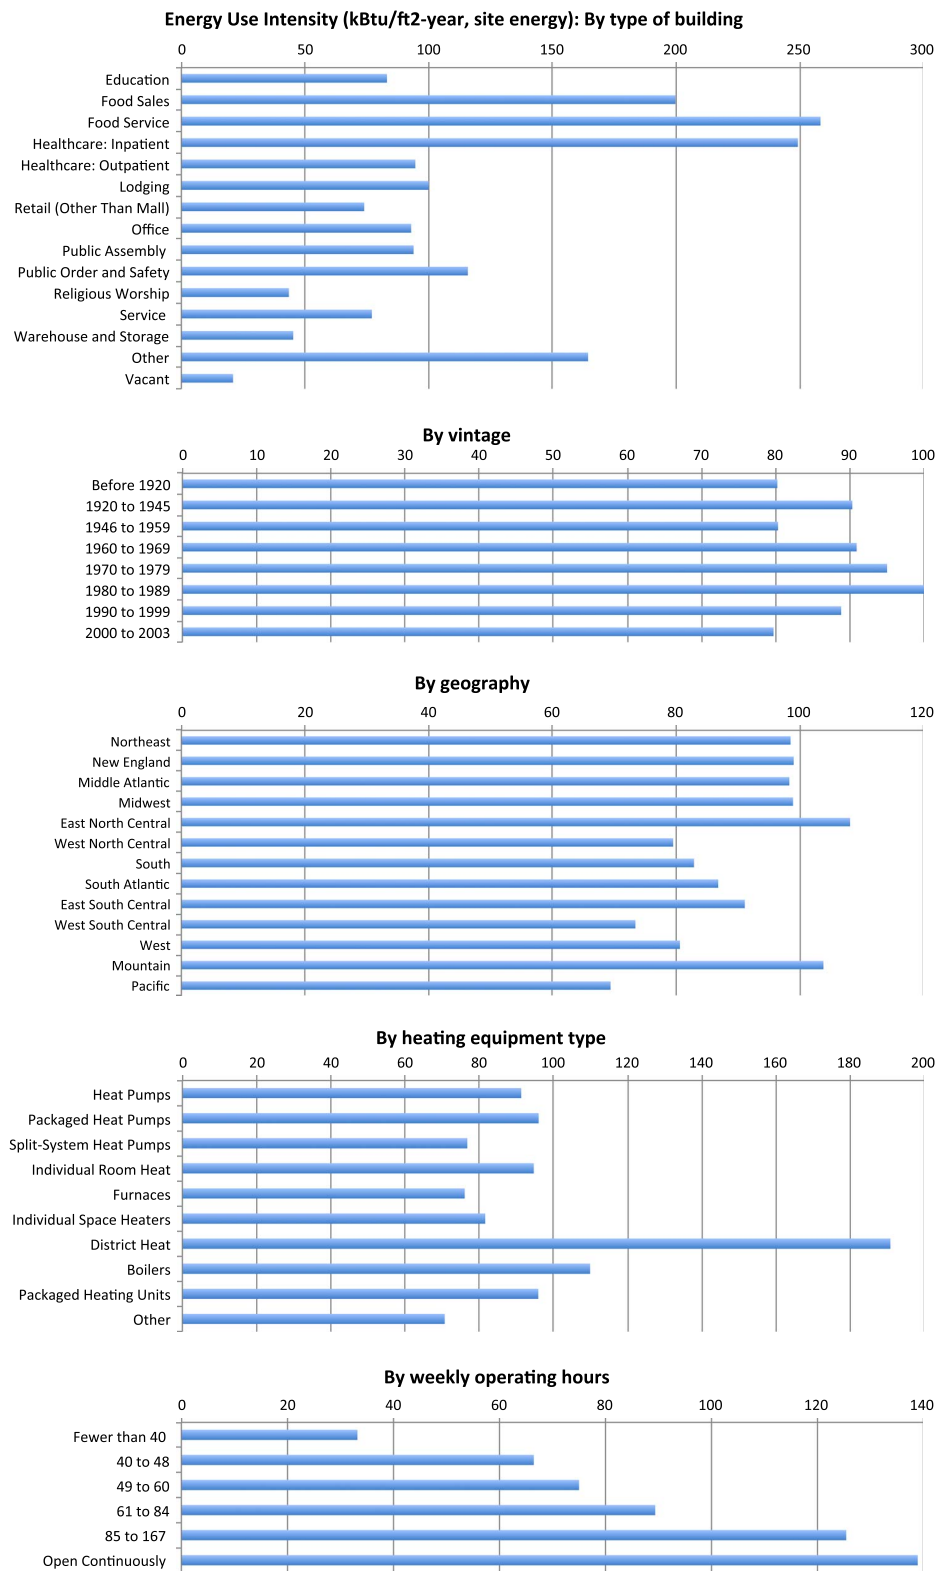 Energy Use Intensity (kBtu/ft2-year, site energy): By type of building
0 50 100 150 200 250 300
Education
Food Sales
Food Service
Healthcare: Inpatient
Healthcare: Outpatient
Lodging
Retail (Other Than Mall)
Office
Public Assembly
Public Order and Safety
Religious Worship
Service
Warehouse and Storage
Other
Vacant
By vintage
0 10 20 30 40 50 60 70 80 90 100
Before 1920
1920 to 1945
1946 to 1959
1960 to 1969
1970 to 1979
1980 to 1989
1990 to 1999
2000 to 2003
By geography
0 20 40 60 80 100 120
Northeast
New England
Middle Atlantic
Midwest
East North Central
West North Central
South
South Atlantic
East South Central
West South Central
West
Mountain
Pacific
By heating equipment type
0 20 40 60 80 100 120 140 160 180 200
Heat Pumps
Packaged Heat Pumps
Split-System Heat Pumps
Individual Room Heat
Furnaces
Individual Space Heaters
District Heat
Boilers
Packaged Heating Units
Other
By weekly operating hours
0 20 40 60 80 100 120 140
Fewer than 40
40 to 48
49 to 60
61 to 84
85 to 167
Open Continuously